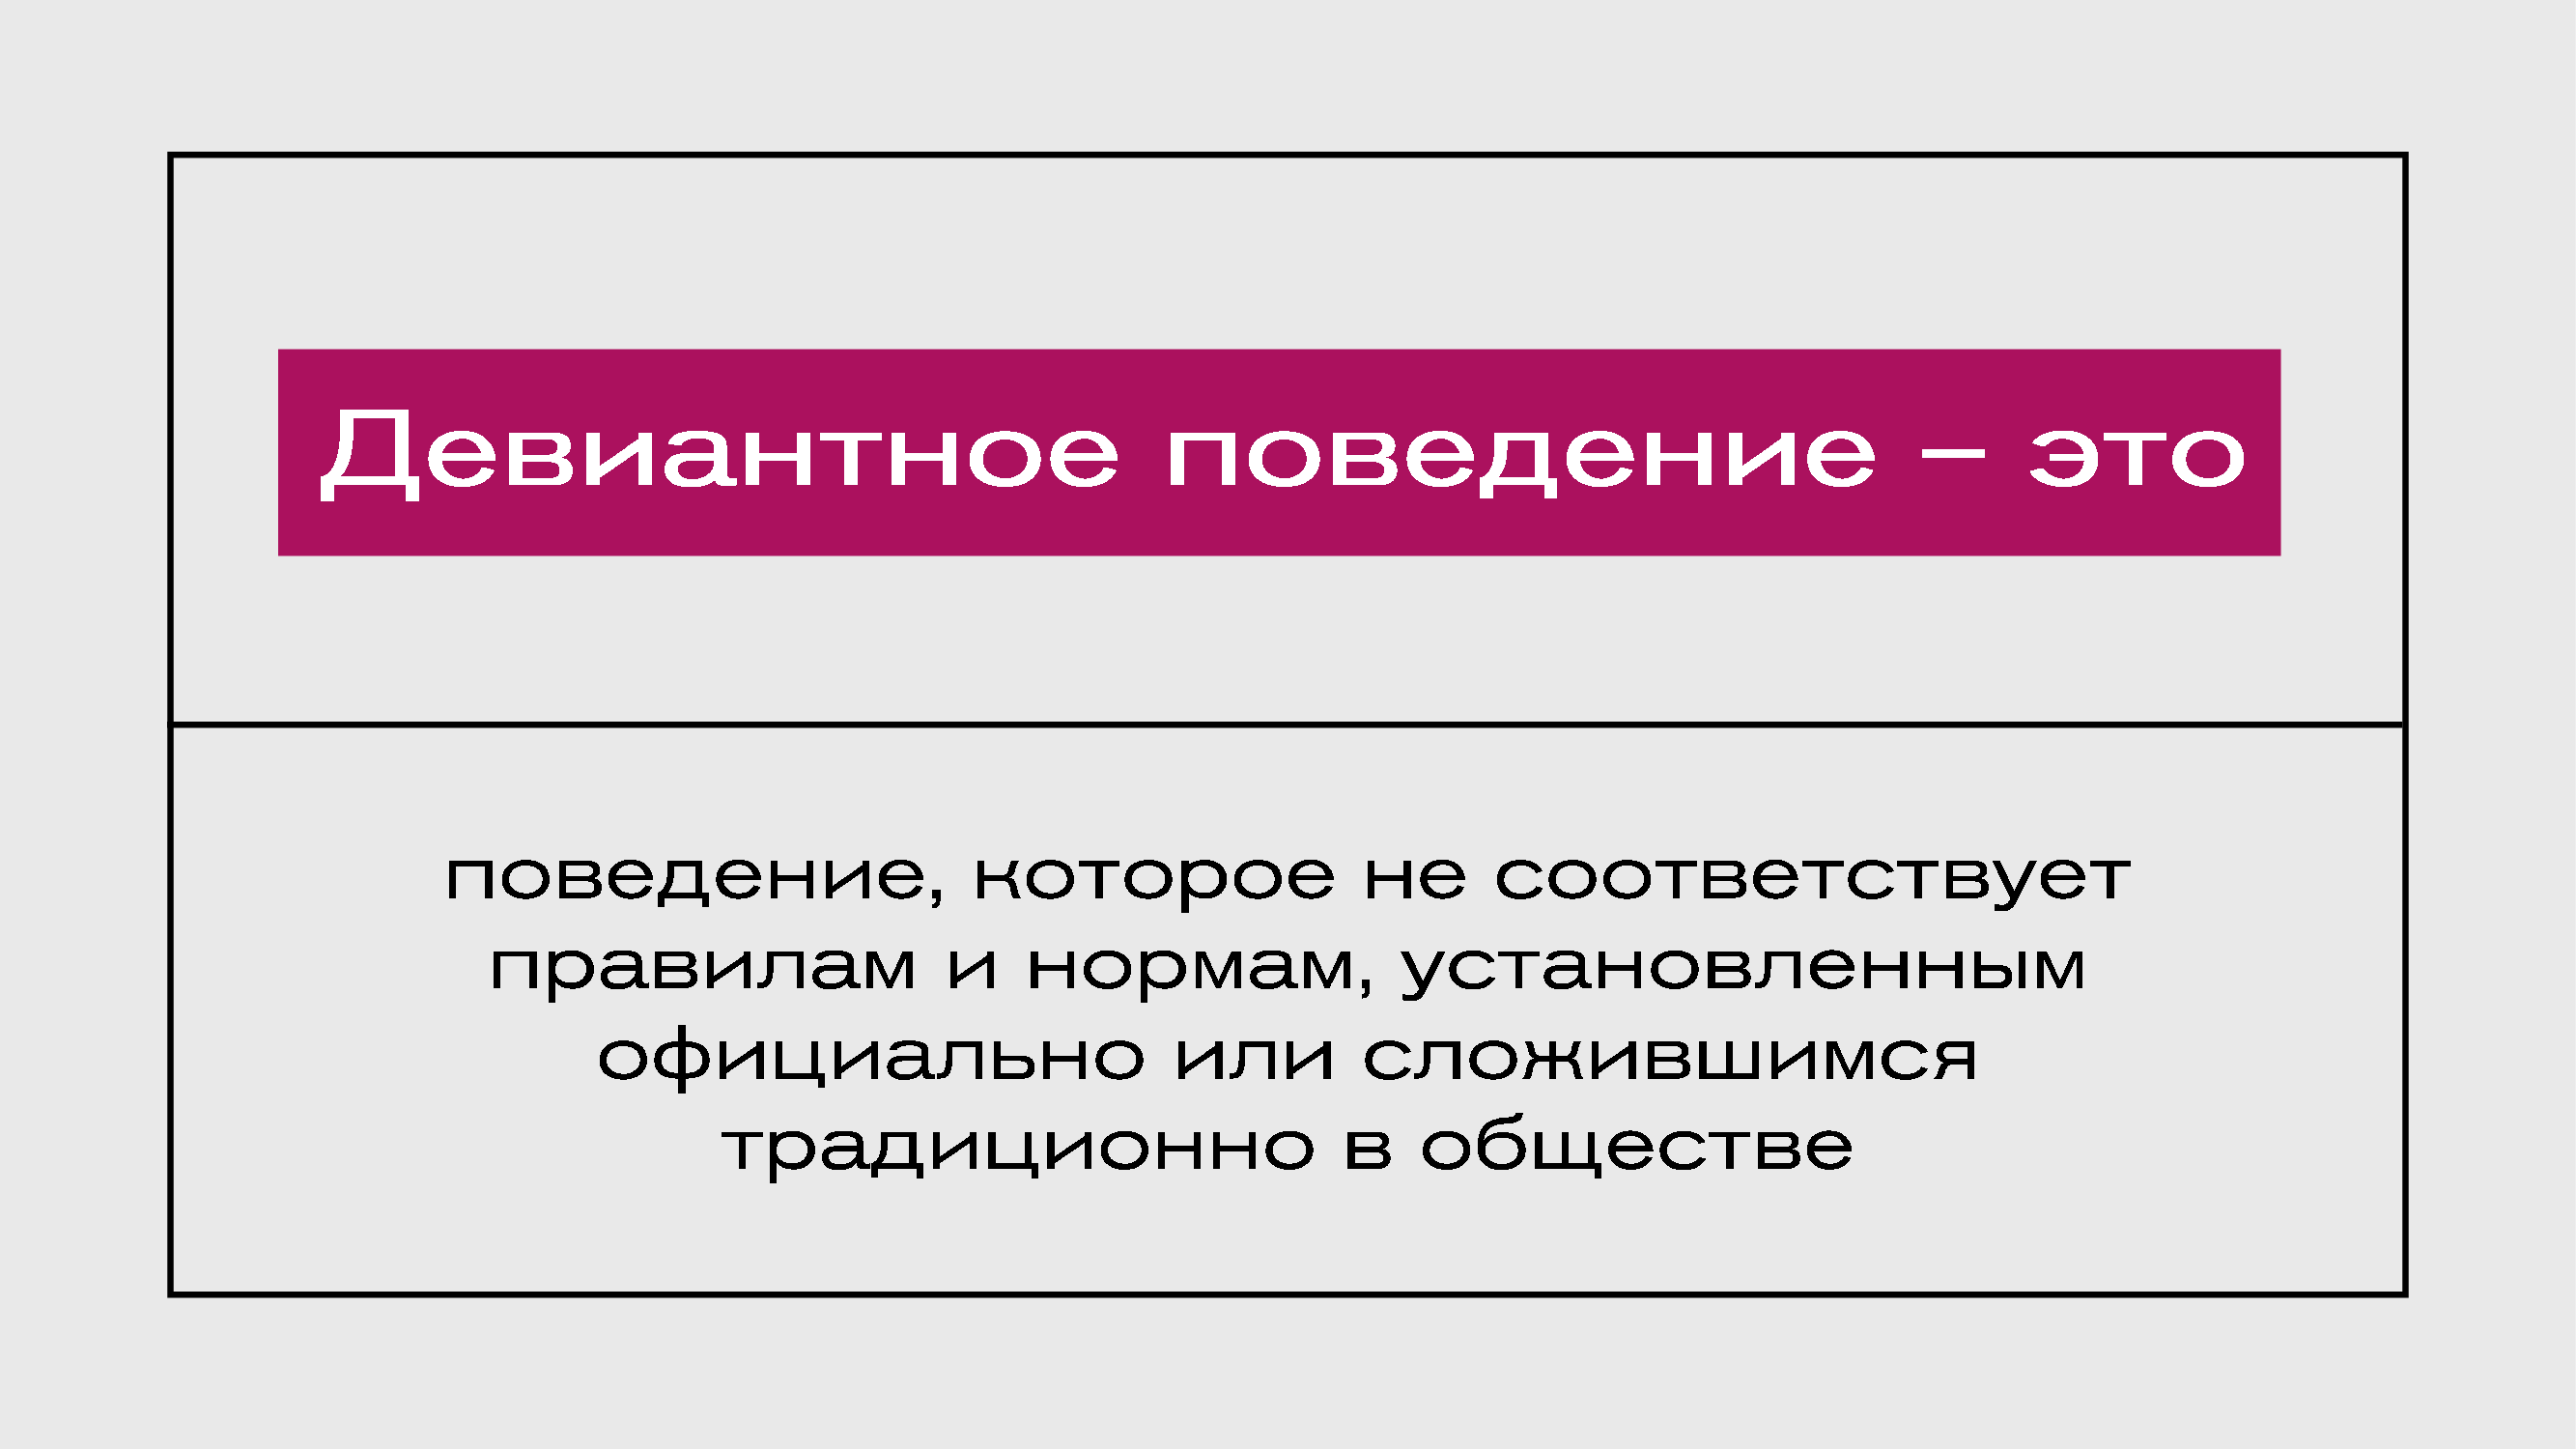 Девиантное поведение – это
поведение, которое не соответствует
правилам и нормам, установленным
официально или сложившимся
традиционно в обществе